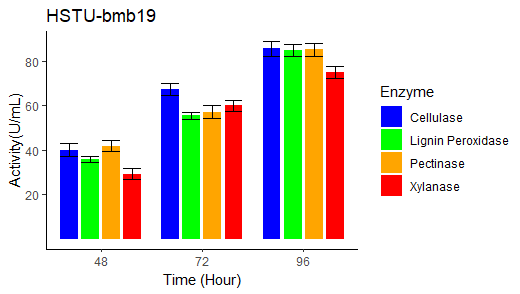 HSTU-bmb19
Activity(U/mL)
80
60
40
20
48
72
96
Time (Hour)
Enzyme
Cellulase
Lignin Peroxidase
Pectinase
Xylanase